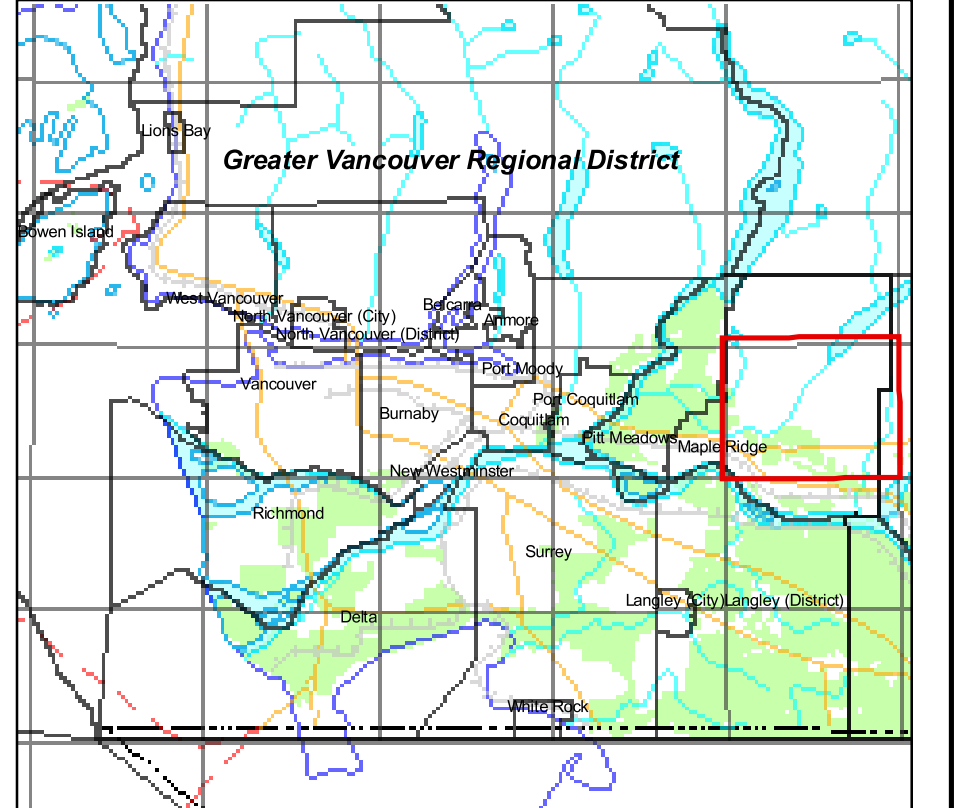 Lions Bay
Greater Vancouver Regional District
Bowen Island
West Vancouver
Belcarra
North Vancouver (City)
Anmore
North Vancouver (District)
Port Moody
Vancouver
Port Coquitlam
Burnaby
Coquitlam
Pitt Meadows
Maple Ridge
New Westminster
Richmond
Surrey
Langley (City)
Langley (District)
Delta
White Rock